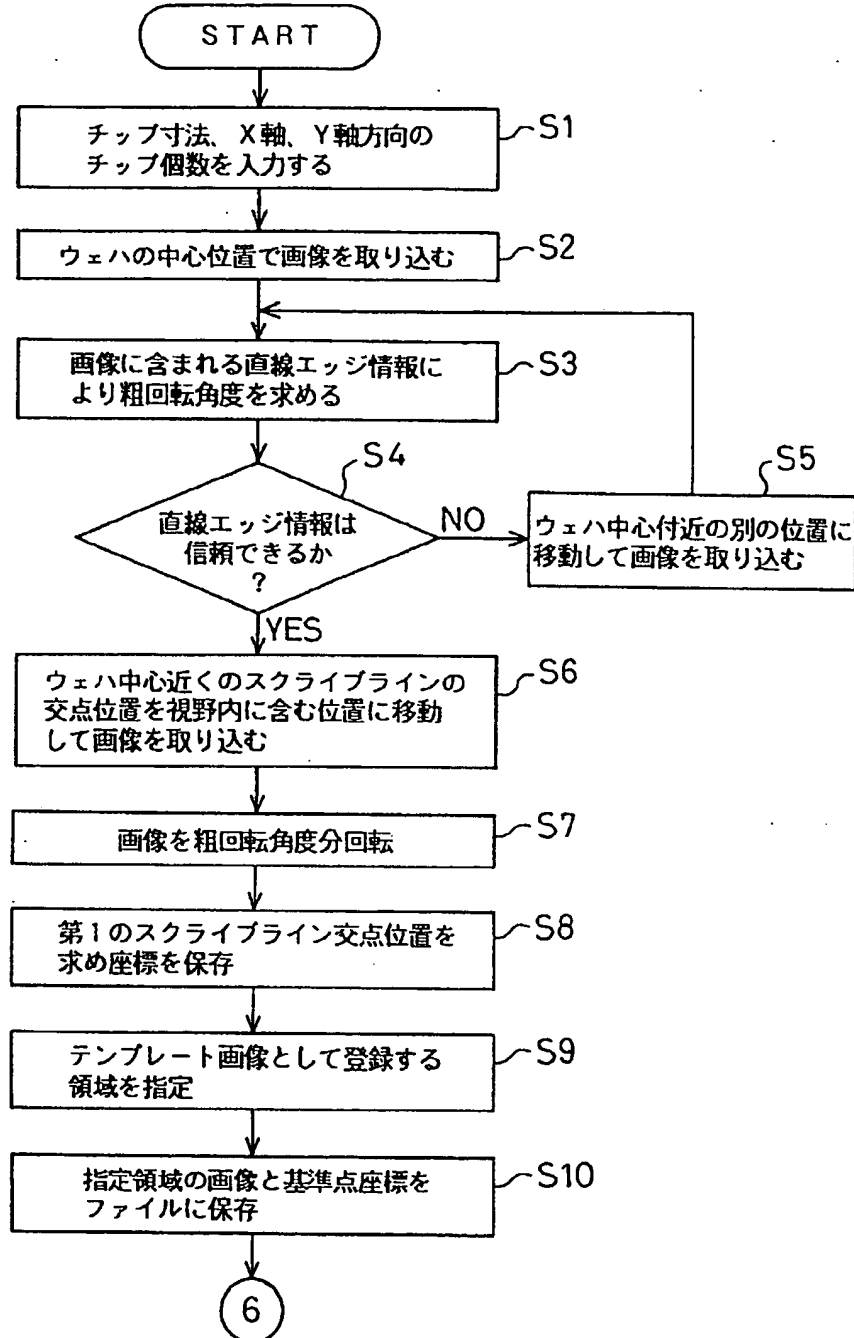 START
チップ寸法、X軸、Y軸方向の
チップ個数を入力する
S1
ウェハの中心位置で画像を取り込む
S2
画像に含まれる直線エッジ情報に
より粗回転角度を求める
S3
S4
直線エッジ情報は
信頼できるか
?
NO
S5
ウェハ中心付近の別の位置に
移動して画像を取り込む
YES
ウェハ中心近くのスクライブラインの
交点位置を視野内に含む位置に移動
して画像を取り込む
S6
画像を粗回転角度分回転
S7
第1のスクライブライン交点位置を
求め座標を保存
S8
テンプレート画像として登録する
領域を指定
S9
指定領域の画像と基準点座標を
ファイルに保存
S10
6